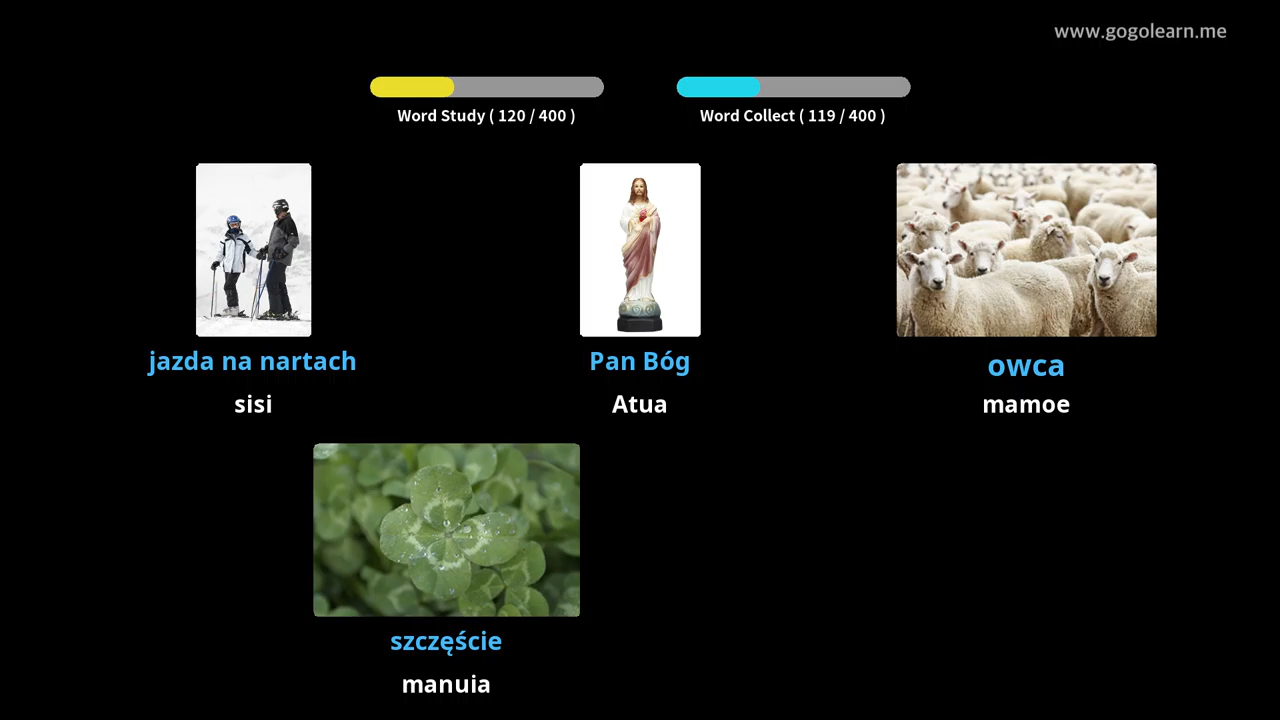 www.gogolearn.me
Word Study ( 120 / 400 )
Word Collect ( 119 / 400 )
jazda na nartach
Pan Bóg
owca
sisi
Atua
mamoe
szczęście
manuia